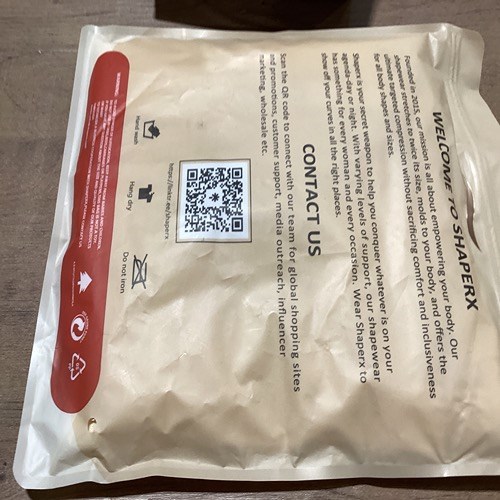 WELCOME TO SHAPERX
Founded in 2015, our mission is all about empowering your body. Our
shapewear stretches to twice its size, molds to your body, and offers the
ultimate targeted compression without sacrificing comfort and inclusiveness
for all body shapes and sizes.
Shaperx is your secret weapon to help you conquer whatever is on your
agenda-day or night. With varying levels of support, our shapewear
has something for every woman and every occasion. Wear Shaperx to
show off your curves in all the right places.
CONTACT US
Scan the QR code to connect with our team for global shopping sites
and promotions, customer support, media outreach, influencer
marketing, wholesale etc.
https://linktr.ee/shaperx
Hand wash
Hang dry
Do not iron